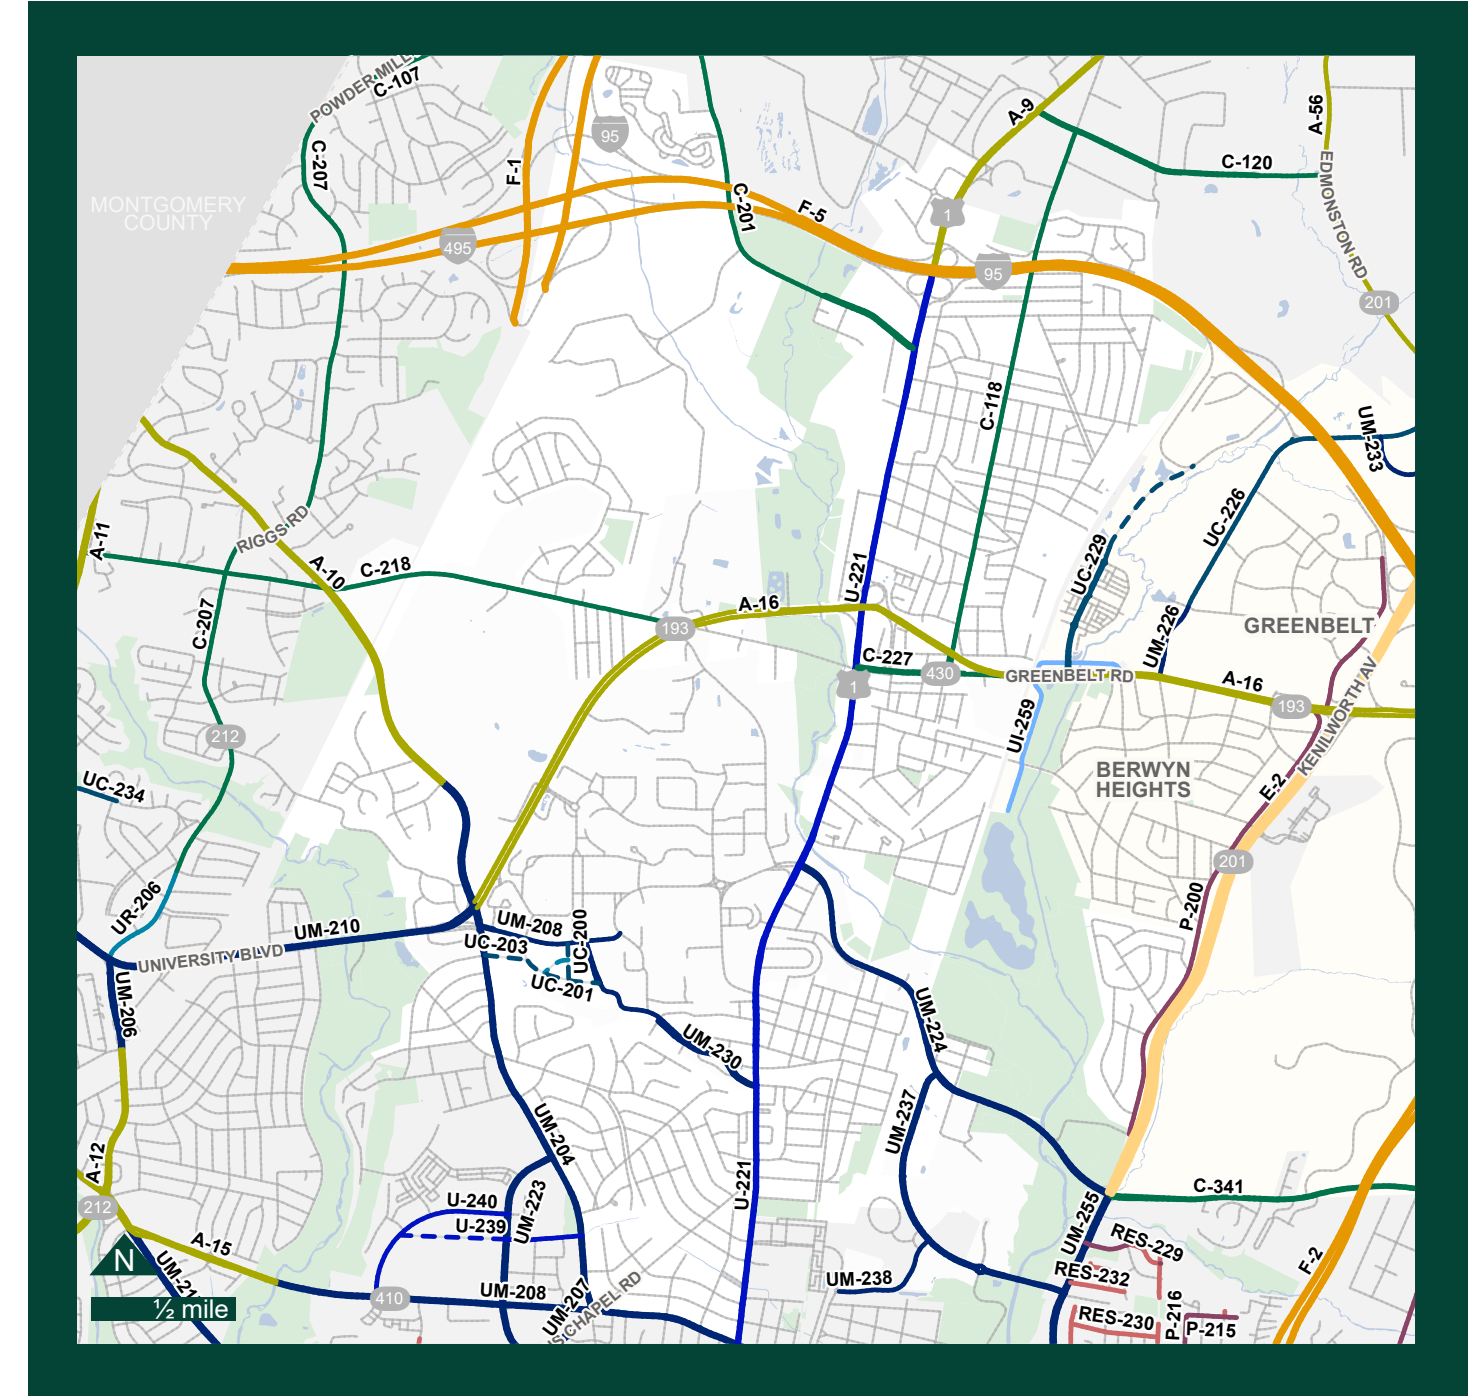 POWDER MILL
C-107
A-9
A-56
95
C-207
F-1
C-120
EDMONSTON RD
MONTGOMERY
COUNTY
C-201
F-5
1
495
95
201
C-118
UM-233
A-11
RIGGS RD
UC-226
A-10
C-218
U-221
UC-229
A-16
C-207
193
GREENBELT
UM-226
C-227
430
GREENBELT RD
1
A-16
193
KENILWORTH AV
UI-259
212
BERWYN
HEIGHTS
UC-234
E-2
201
UR-206
P-200
UM-208
UM-210
UC-200
UC-203
UNIVERSITY BLVD
UC-201
UM-206
UM-224
UM-230
UM-237
UM-204
A-12
U-221
U-240
UM-223
C-341
212
U-239
UM-255
A-15
RES-229
N
UM-21
F-2
RES-232
UM-238
UM-208
410
½ mile
UM-207
CHAPEL RD
P-216
RES-230
P-215